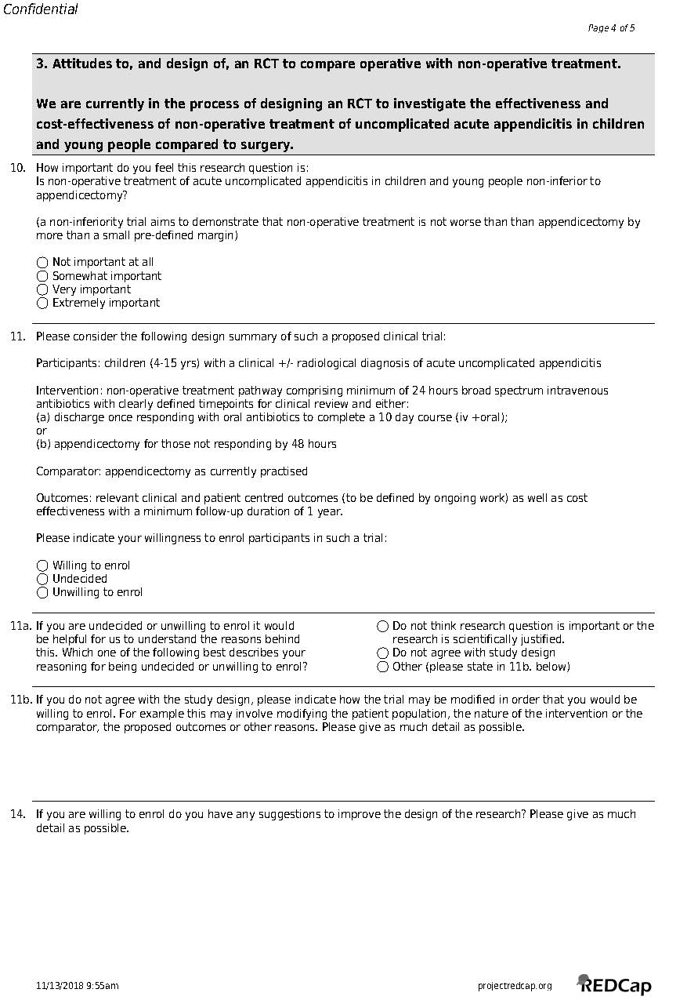 Confidential
Page 4 of 5
3. Attitudes to, and design of, an RCT to compare operative with non-operative treatment.
We are currently in the process of designing an RCT to investigate the effectiveness and
cost-effectiveness of non-operative treatment of uncomplicated acute appendicitis in children
and young people compared to surgery.
10. How important do you feel this research question is:
Is non-operative treatment of acute uncomplicated appendicitis in children and young people non-inferior to
appendicectomy?
(a non-inferiority trial aims to demonstrate that non-operative treatment is not worse than than appendicectomy by
more than a small pre-defined margin)
Not important at all
Somewhat important
Very important
Extremely important
11. Please consider the following design summary of such a proposed clinical trial:
Participants: children (4-15 yrs) with a clinical +/- radiological diagnosis of acute uncomplicated appendicitis
Intervention: non-operative treatment pathway comprising minimum of 24 hours broad spectrum intravenous
antibiotics with clearly defined timepoints for clinical review and either:
(a) discharge once responding with oral antibiotics to complete a 10 day course (iv +oral);
or
(b) appendicectomy for those not responding by 48 hours
Comparator: appendicectomy as currently practised
Outcomes: relevant clinical and patient centred outcomes (to be defined by ongoing work) as well as cost
effectiveness with a minimum follow-up duration of 1 year.
Please indicate your willingness to enrol participants in such a trial:
Willing to enrol
Undecided
Unwilling to enrol
11a. If you are undecided or unwilling to enrol it would
be helpful for us to understand the reasons behind
this. Which one of the following best describes your
reasoning for being undecided or unwilling to enrol?
Do not think research question is important or the
research is scientifically justified.
Do not agree with study design
Other (please state in 11b. below)
11b. If you do not agree with the study design, please indicate how the trial may be modified in order that you would be
willing to enrol. For example this may involve modifying the patient population, the nature of the intervention or the
comparator, the proposed outcomes or other reasons. Please give as much detail as possible.
14. If you are willing to enrol do you have any suggestions to improve the design of the research? Please give as much
detail as possible.
11/13/2018 9:55am
projectredcap.org
REDCap